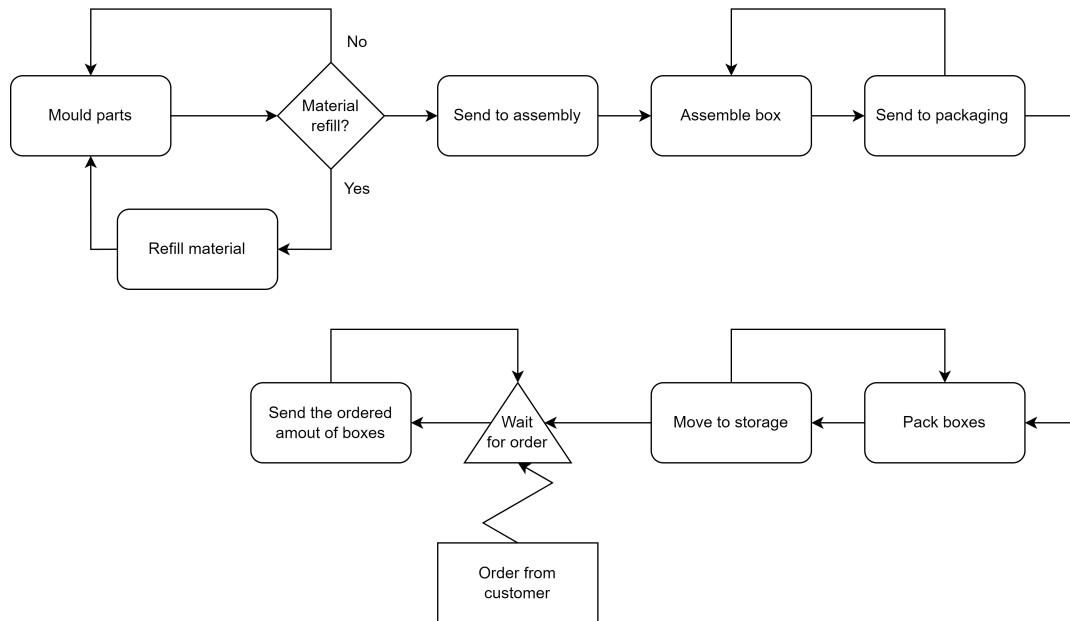 No
Mould parts
Material
refill?
Send to assembly
Assemble box
Send to packaging
Yes
Refill material
Send the ordered
amout of boxes
Wait
for order
Move to storage
Pack boxes
Order from
customer